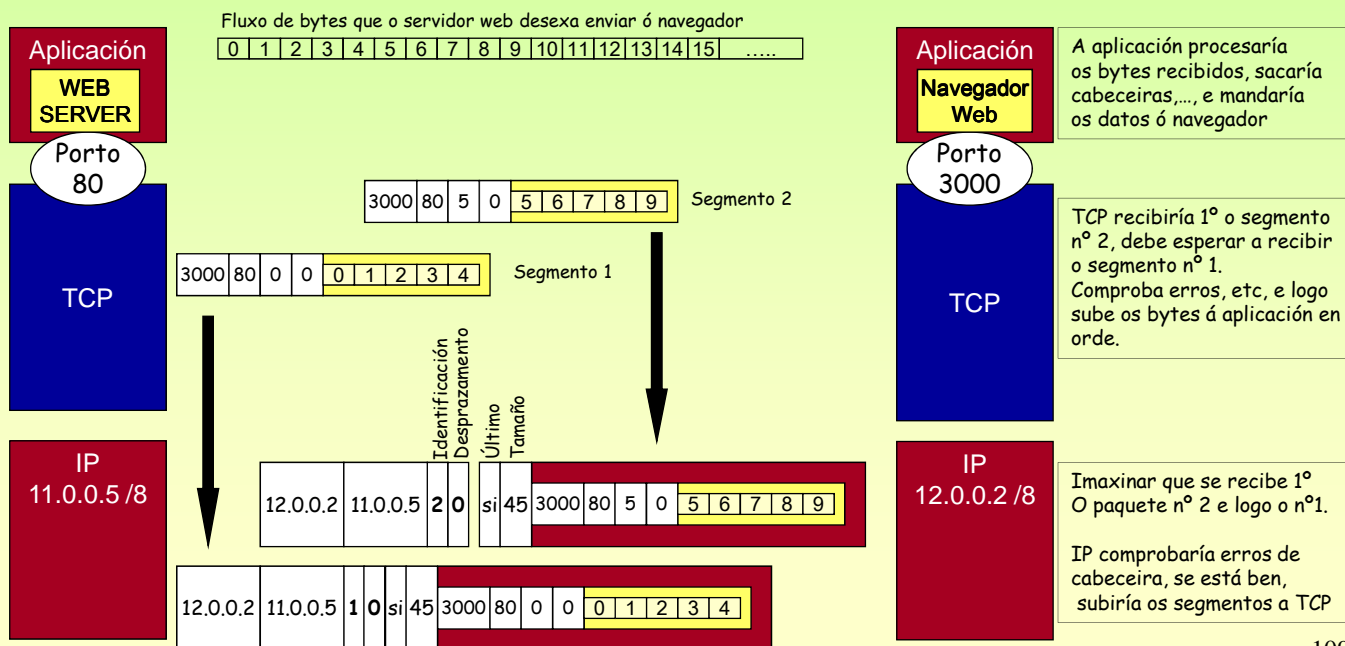 Fluxo de bytes que o servidor web desexa enviar ó navegador
0 1 2 3 4 5 6 7 8 9 10 11 12 13 14 15 .....
Aplicación
WEB
SERVER
Porto
80
TCP
IP
11.0.0.5 /8
3000 80 5 0 5 6 7 8 9
Segmento 2
3000 80 0 0 0 1 2 3 4
Segmento 1
Identificación
Desprazamento
Último
Tamaño
12.0.0.2 11.0.0.5 2 0 si 45 3000 80 5 0 5 6 7 8 9
12.0.0.2 11.0.0.5 1 0 si 45 3000 80 0 0 0 1 2 3 4
Aplicación
Navegador
Web
Porto
3000
TCP
IP
12.0.0.2 /8
A aplicación procesaría
os bytes recibidos, sacaría
cabeceiras,..., e mandaría
os datos ó navegador
TCP recibiría 1º o segmento
nº 2, debe esperar a recibir
o segmento nº 1.
Comproba erros, etc, e logo
sube os bytes á aplicación en
orde.
Imaxinar que se recibe 1º
O paquete nº 2 e logo o nº1.
IP comprobaría erros de
cabeceira, se está ben,
subiría os segmentos a TCP